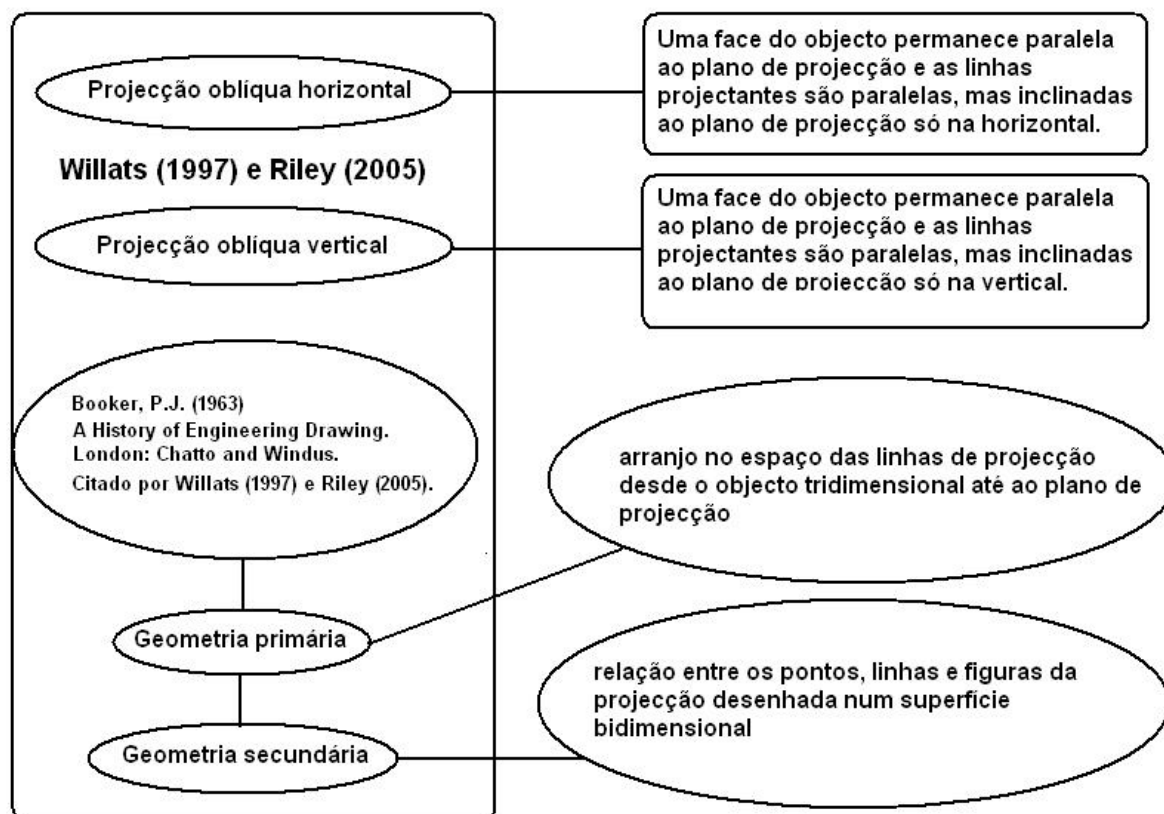 Projecção oblíqua horizontal
Uma face do objecto permanece paralela
ao plano de projecção e as linhas
projectantes são paralelas, mas inclinadas
ao plano de projecção só na horizontal.
Willats (1997) e Riley (2005)
Projecção oblíqua vertical
Uma face do objecto permanece paralela
ao plano de projecção e as linhas
projectantes são paralelas, mas inclinadas
ao plano de projecção só na vertical.
Booker, P.J. (1963)
A History of Engineering Drawing.
London: Chatto and Windus.
Citado por Willats (1997) e Riley (2005).
arranjo no espaço das linhas de projecção
desde o objecto tridimensional até ao plano de
projecção
Geometria primária
relação entre os pontos, linhas e figuras da
projecção desenhada num superfície
bidimensional
Geometria secundária